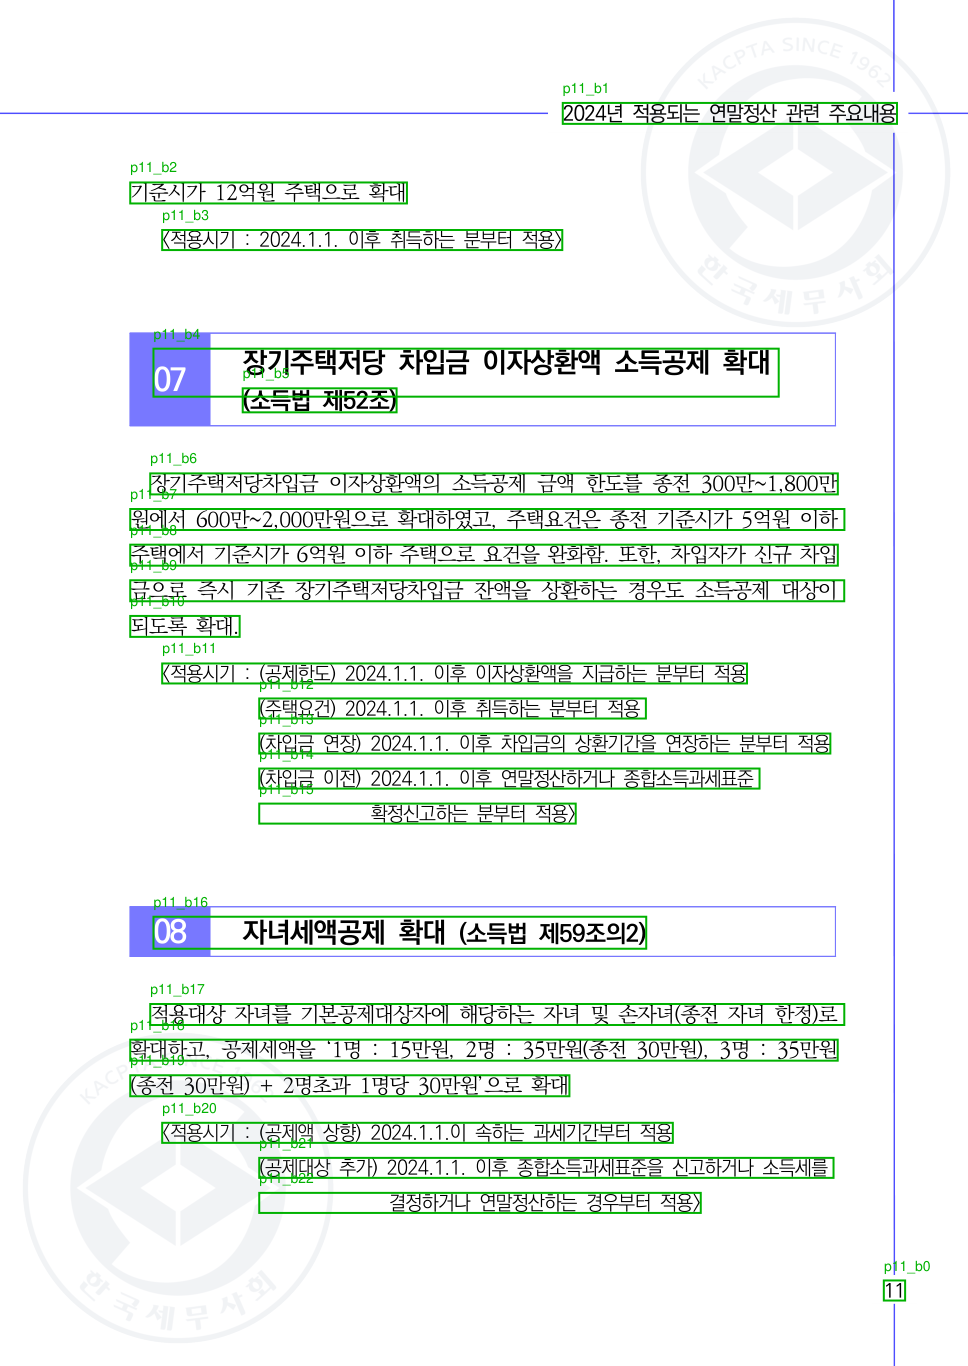 KACPTA SINCE 1962
한국세무사회
p11_b1
2024년 적용되는 연말정산 관련 주요내용
p11_b2
기준시가 12억원 주택으로 확대
p11_b3
〈적용시기 : 2024.1.1. 이후 취득하는 분부터 적용〉
p11_b4
07 장기주택저당 차입금 이자상환액 소득공제 확대
p11_b5
(소득법 제52조)
p11_b6
장기주택저당차입금 이자상환액의 소득공제 금액 한도를 종전 300만~1,800만
p11_b7
원에서 600만~2,000만원으로 확대하였고, 주택요건은 종전 기준시가 5억원 이하
p11_b8
주택에서 기준시가 6억원 이하 주택으로 요건을 완화함. 또한, 차입자가 신규 차입
p11_b9
금으로 즉시 기존 장기주택저당차입금 잔액을 상환하는 경우도 소득공제 대상이
p11_b10
되도록 확대.
p11_b11
〈적용시기 : (공제한도) 2024.1.1. 이후 이자상환액을 지급하는 분부터 적용
p11_b12
(주택요건) 2024.1.1. 이후 취득하는 분부터 적용
p11_b13
(차입금 연장) 2024.1.1. 이후 차입금의 상환기간을 연장하는 분부터 적용
p11_b14
(차입금 이전) 2024.1.1. 이후 연말정산하거나 종합소득과세표준
p11_b15
확정신고하는 분부터 적용〉
p11_b16
08 자녀세액공제 확대 (소득법 제59조의2)
p11_b17
적용대상 자녀를 기본공제대상자에 해당하는 자녀 및 손자녀(종전 자녀 한정)로
p11_b18
확대하고, 공제세액을 ‘1명 : 15만원, 2명 : 35만원(종전 30만원), 3명 : 35만원
p11_b19
(종전 30만원) + 2명초과 1명당 30만원’으로 확대
p11_b20
〈적용시기 : (공제액 상향) 2024.1.1.이 속하는 과세기간부터 적용
p11_b21
(공제대상 추가) 2024.1.1. 이후 종합소득과세표준을 신고하거나 소득세를
p11_b22
결정하거나 연말정산하는 경우부터 적용〉
한국세무사회
p11_b0
11